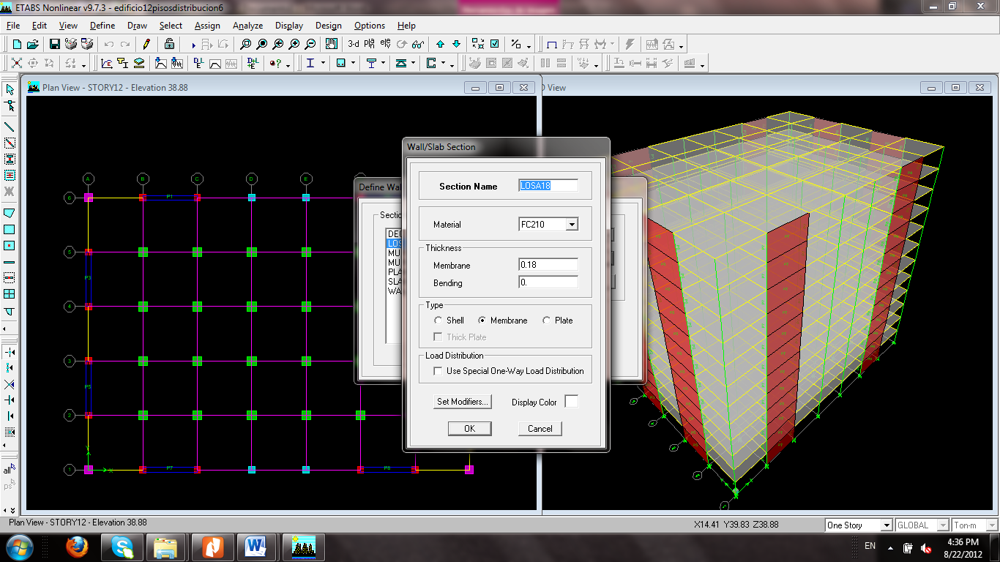 ETABS Nonlinear v9.7.3 - edificio12pisosdistribucion6
File Edit View Define Draw Select Assign Analyze Display Design Options Help
3-d
Plan View - STORY12 - Elevation 38.88
View
Wall/Slab Section
Define Wal
Section Name LOSA18
Material FC210
Thickness
Membrane 0.18
Bending 0.
Type
Shell Membrane Plate
Thick Plate
Load Distribution
Use Special One-Way Load Distribution
Set Modifiers... Display Color
OK Cancel
Sectio
DEC
LOS
MU
MU
PLA
SLA
WA
A B C D E
6 P1
5
P3
4
3
P5
2
1 P7 P8
Y
X
all
ps
Plan View - STORY12 - Elevation 38.88
X14.41 Y39.83 Z38.88
One Story GLOBAL Ton-m
EN
4:36 PM
8/22/2012